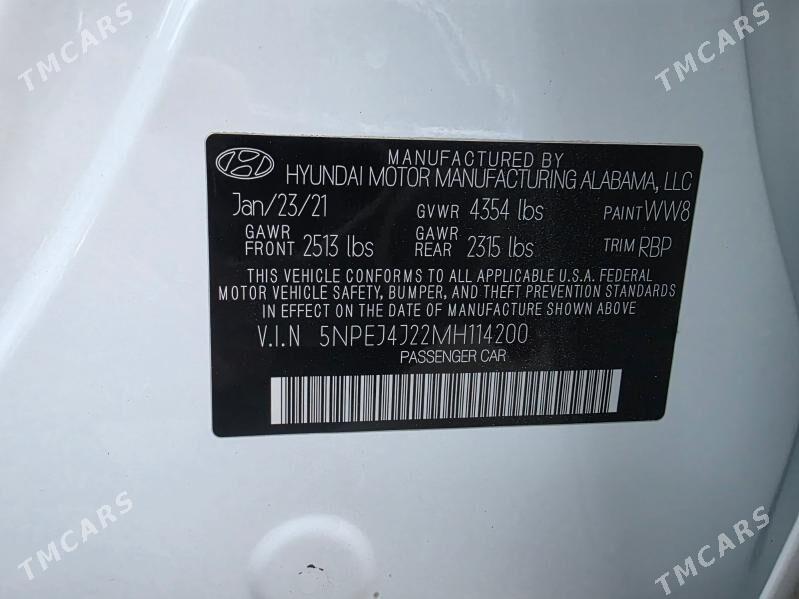 TMCARS
TMCARS
MANUFACTURED BY
HYUNDAI MOTOR MANUFACTURING ALABAMA, LLC
Jan/23/21 GVWR 4354 lbs PAINT WW8
GAWR FRONT 2513 lbs GAWR REAR 2315 lbs TRIM RBP
THIS VEHICLE CONFORMS TO ALL APPLICABLE U.S.A. FEDERAL
MOTOR VEHICLE SAFETY, BUMPER, AND THEFT PREVENTION STANDARDS
IN EFFECT ON THE DATE OF MANUFACTURE SHOWN ABOVE
V.I.N 5NPEJ4J22MH114200
PASSENGER CAR
TMCARS
TMCARS